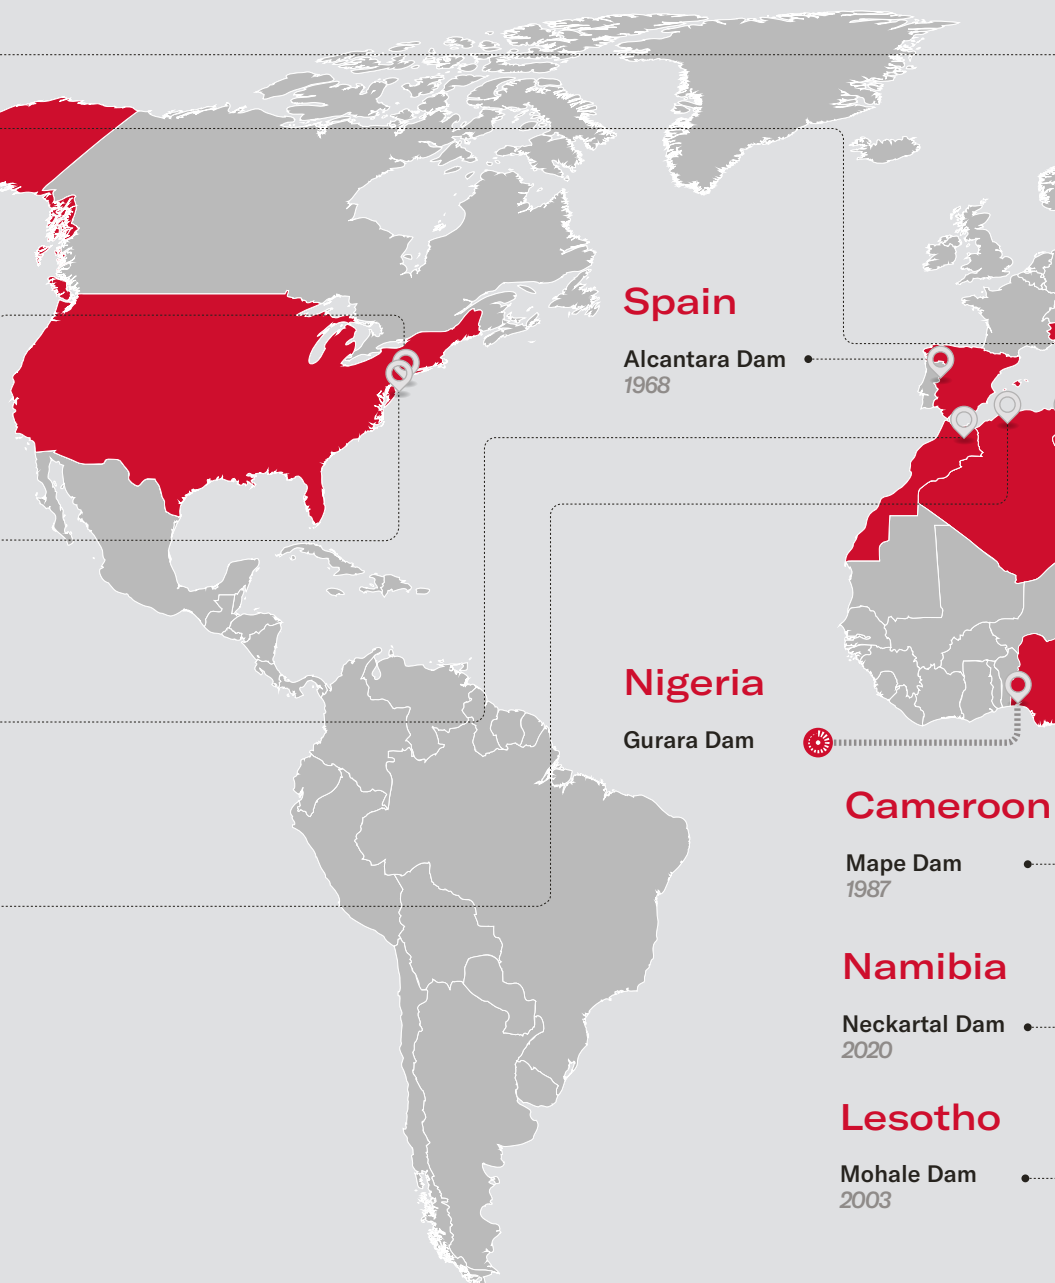 Spain
Alcantara Dam
1968
Nigeria
Gurara Dam
Cameroon
Mape Dam
1987
Namibia
Neckartal Dam
2020
Lesotho
Mohale Dam
2003